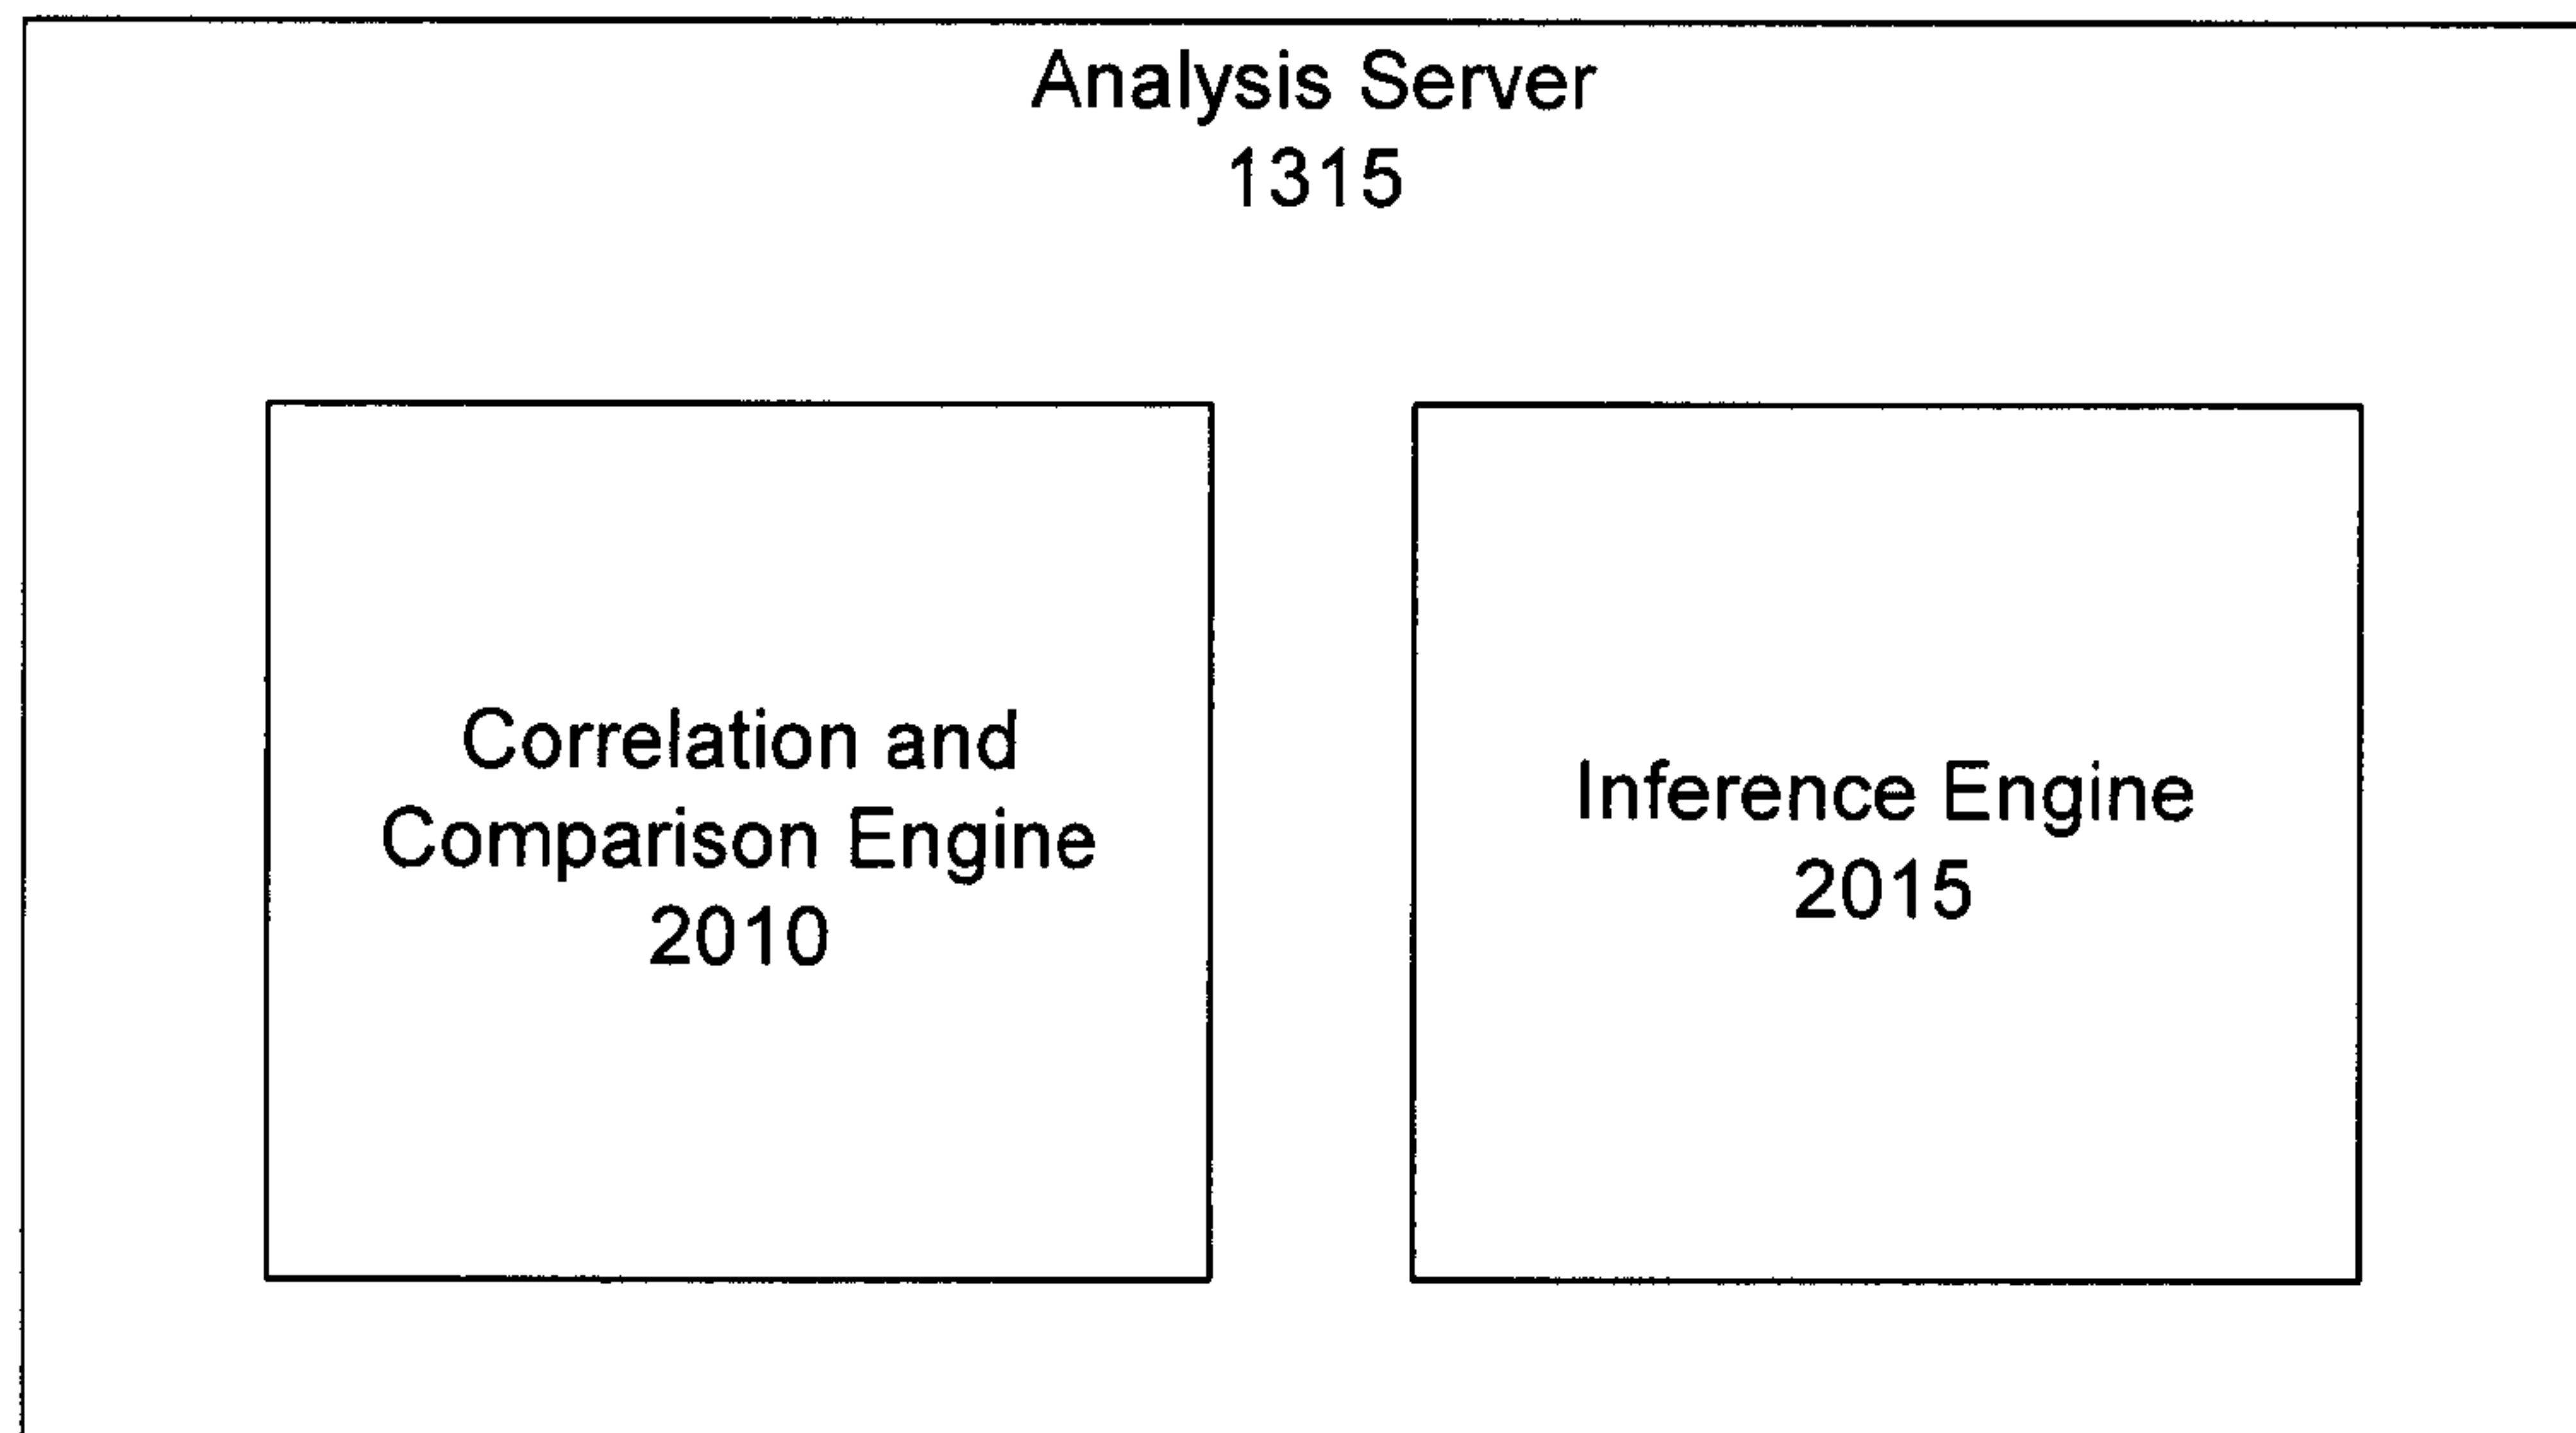 Analysis Server
1315
Correlation and
Comparison Engine
2010
Inference Engine
2015